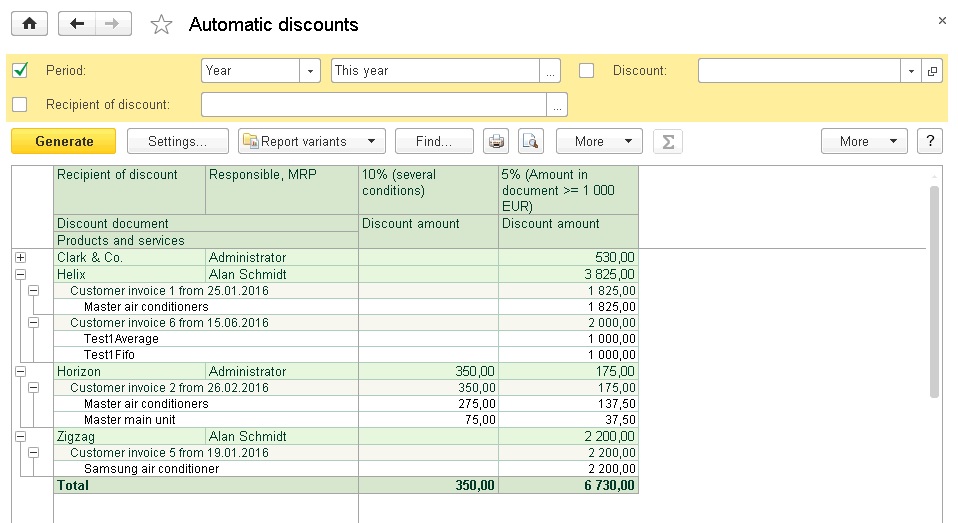 Automatic discounts
×
Period: Year This year ... Discount:
Recipient of discount: ...
Generate Settings... Report variants Find... More Σ More ?
Recipient of discount Responsible, MRP 10% (several conditions) 5% (Amount in document >= 1 000 EUR)
Discount document Discount amount Discount amount
Products and services
Clark & Co. Administrator 530,00
Helix Alan Schmidt 3 825,00
Customer invoice 1 from 25.01.2016 1 825,00
Master air conditioners 1 825,00
Customer invoice 6 from 15.06.2016 2 000,00
Test1Average 1 000,00
Test1Fifo 1 000,00
Horizon Administrator 350,00 175,00
Customer invoice 2 from 26.02.2016 350,00 175,00
Master air conditioners 275,00 137,50
Master main unit 75,00 37,50
Zigzag Alan Schmidt 2 200,00
Customer invoice 5 from 19.01.2016 2 200,00
Samsung air conditioner 2 200,00
Total 350,00 6 730,00